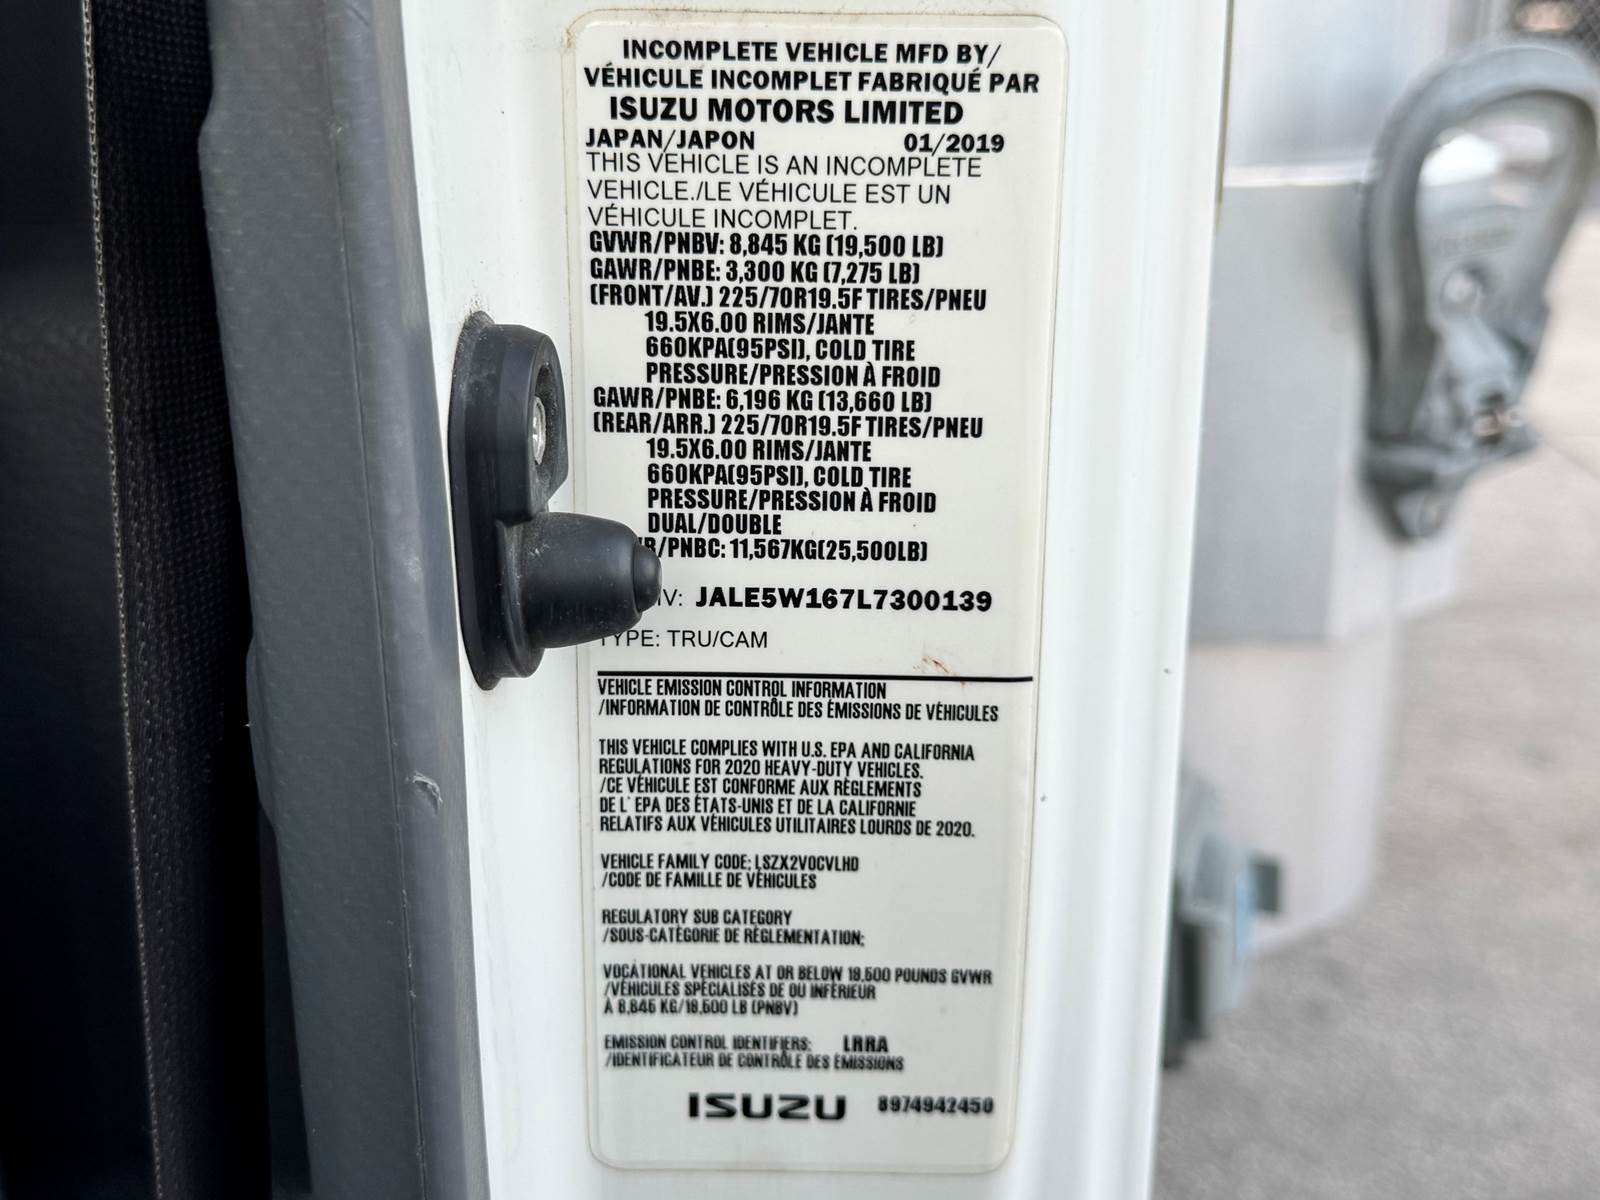 INCOMPLETE VEHICLE MFD BY/
VÉHICULE INCOMPLET FABRIQUÉ PAR
ISUZU MOTORS LIMITED
JAPAN/JAPON 01/2019
THIS VEHICLE IS AN INCOMPLETE
VEHICLE./LE VÉHICULE EST UN
VÉHICULE INCOMPLET.
GVWR/PNBV: 8,845 KG (19,500 LB)
GAWR/PNBE: 3,300 KG (7,275 LB)
(FRONT/AV.) 225/70R19.5F TIRES/PNEU
19.5X6.00 RIMS/JANTE
660KPA(95PSI), COLD TIRE
PRESSURE/PRESSION À FROID
GAWR/PNBE: 6,196 KG (13,660 LB)
(REAR/ARR.) 225/70R19.5F TIRES/PNEU
19.5X6.00 RIMS/JANTE
660KPA(95PSI), COLD TIRE
PRESSURE/PRESSION À FROID
DUAL/DOUBLE
R/PNBC: 11,567KG(25,500LB)
IV: JALE5W167L7300139
TYPE: TRU/CAM
VEHICLE EMISSION CONTROL INFORMATION
/INFORMATION DE CONTRÔLE DES ÉMISSIONS DE VÉHICULES
THIS VEHICLE COMPLIES WITH U.S. EPA AND CALIFORNIA
REGULATIONS FOR 2020 HEAVY-DUTY VEHICLES.
/CE VÉHICULE EST CONFORME AUX RÈGLEMENTS
DE L' EPA DES ÉTATS-UNIS ET DE LA CALIFORNIE
RELATIFS AUX VÉHICULES UTILITAIRES LOURDS DE 2020.
VEHICLE FAMILY CODE: LSZX2VOCVLHD
/CODE DE FAMILLE DE VÉHICULES
REGULATORY SUB CATEGORY
/SOUS-CATÉGORIE DE RÉGLEMENTATION:
VOCATIONAL VEHICLES AT OR BELOW 19,500 POUNDS GVWR
/VÉHICULES SPÉCIALISÉS DE OU INFÉRIEUR
À 8,845 KG/19,500 LB (PNBV)
EMISSION CONTROL IDENTIFIERS: LRRA
/IDENTIFICATEUR DE CONTRÔLE DES ÉMISSIONS
ISUZU 8974942450